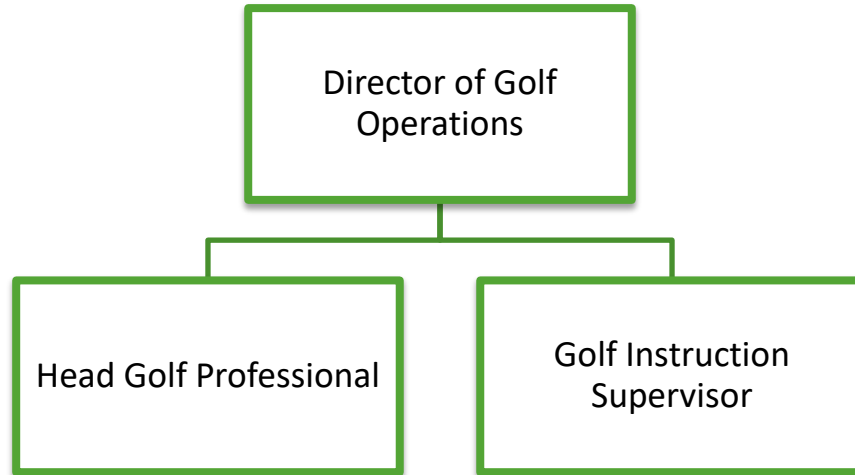 Director of Golf
Operations
Head Golf Professional
Golf Instruction
Supervisor